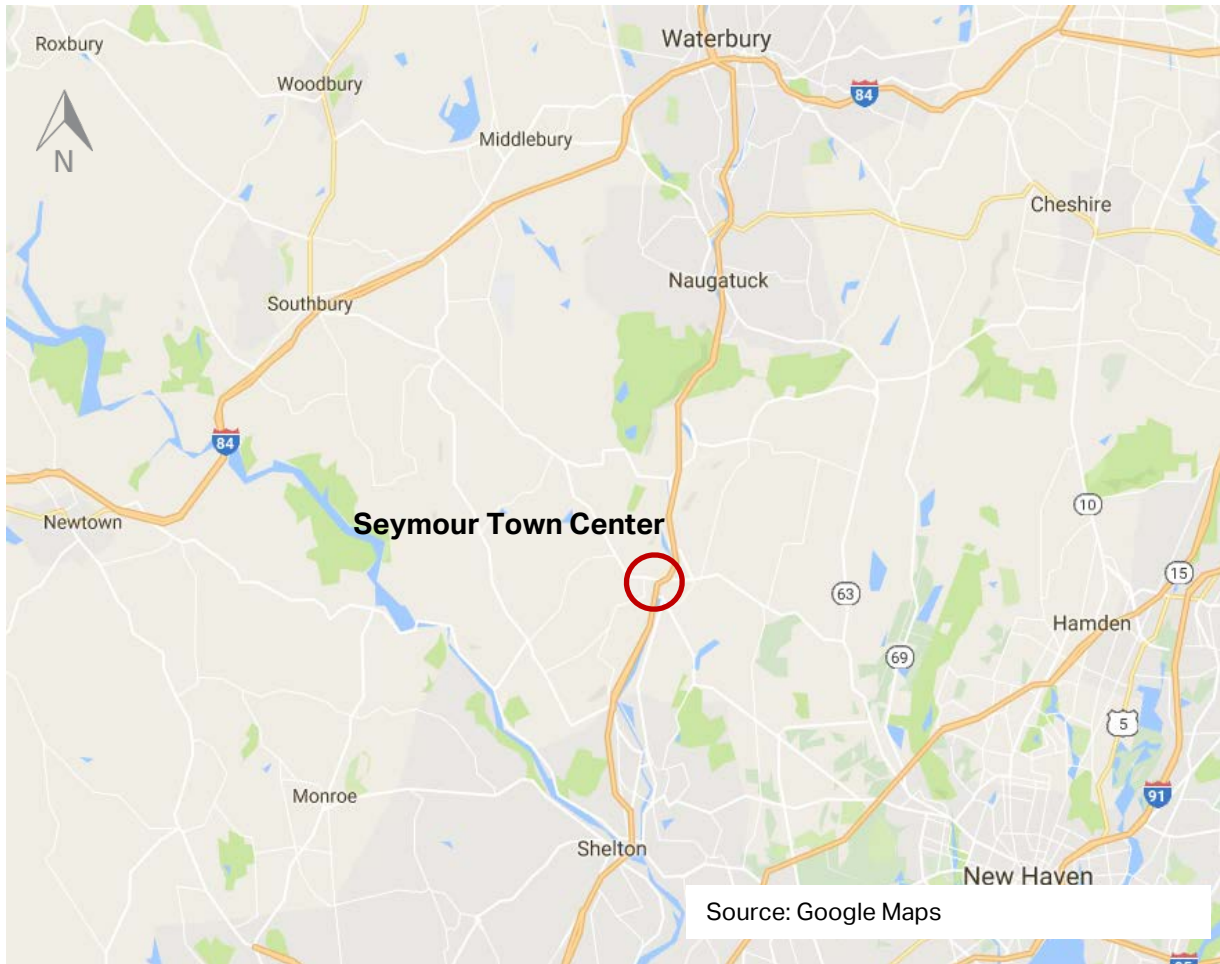 Roxbury
Waterbury
Woodbury
84
Middlebury
N
Cheshire
Naugatuck
Southbury
84
10
Newtown
Seymour Town Center
15
63
Hamden
69
5
91
Monroe
Shelton
New Haven
Source: Google Maps